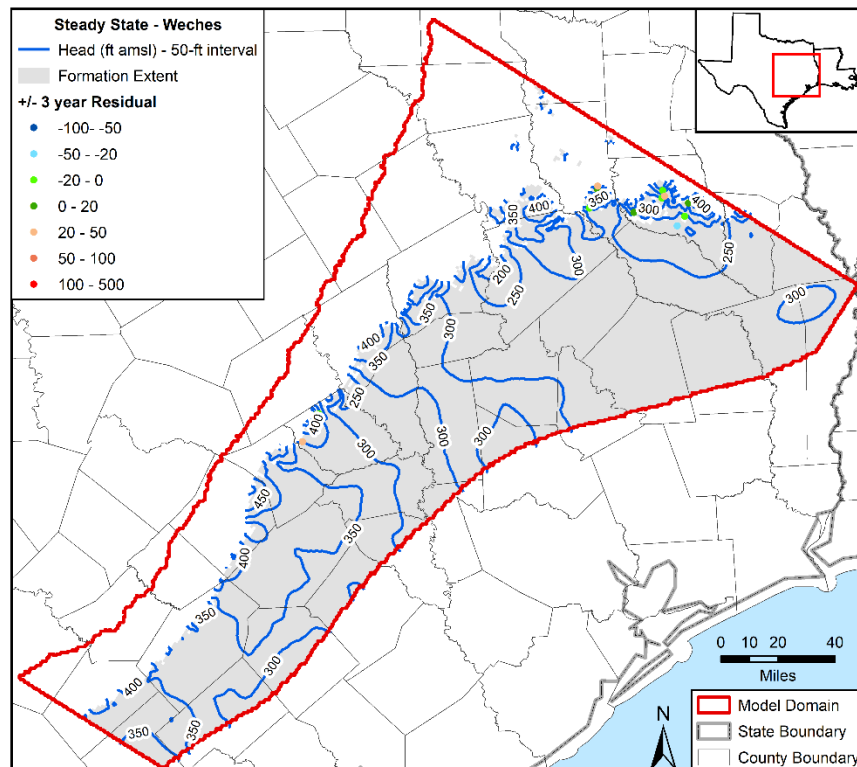 Steady State - Weches
Head (ft amsl) - 50-ft interval
Formation Extent
+/- 3 year Residual
-100- -50
-50 - -20
-20 - 0
0 - 20
20 - 50
50 - 100
100 - 500
350
400
350
300
400
250
200
250
300
300
350
300
400
350
250
400
300
300
300
450
350
400
350
300
400
350
350
0 10 20 40
Miles
N
Model Domain
State Boundary
County Boundary